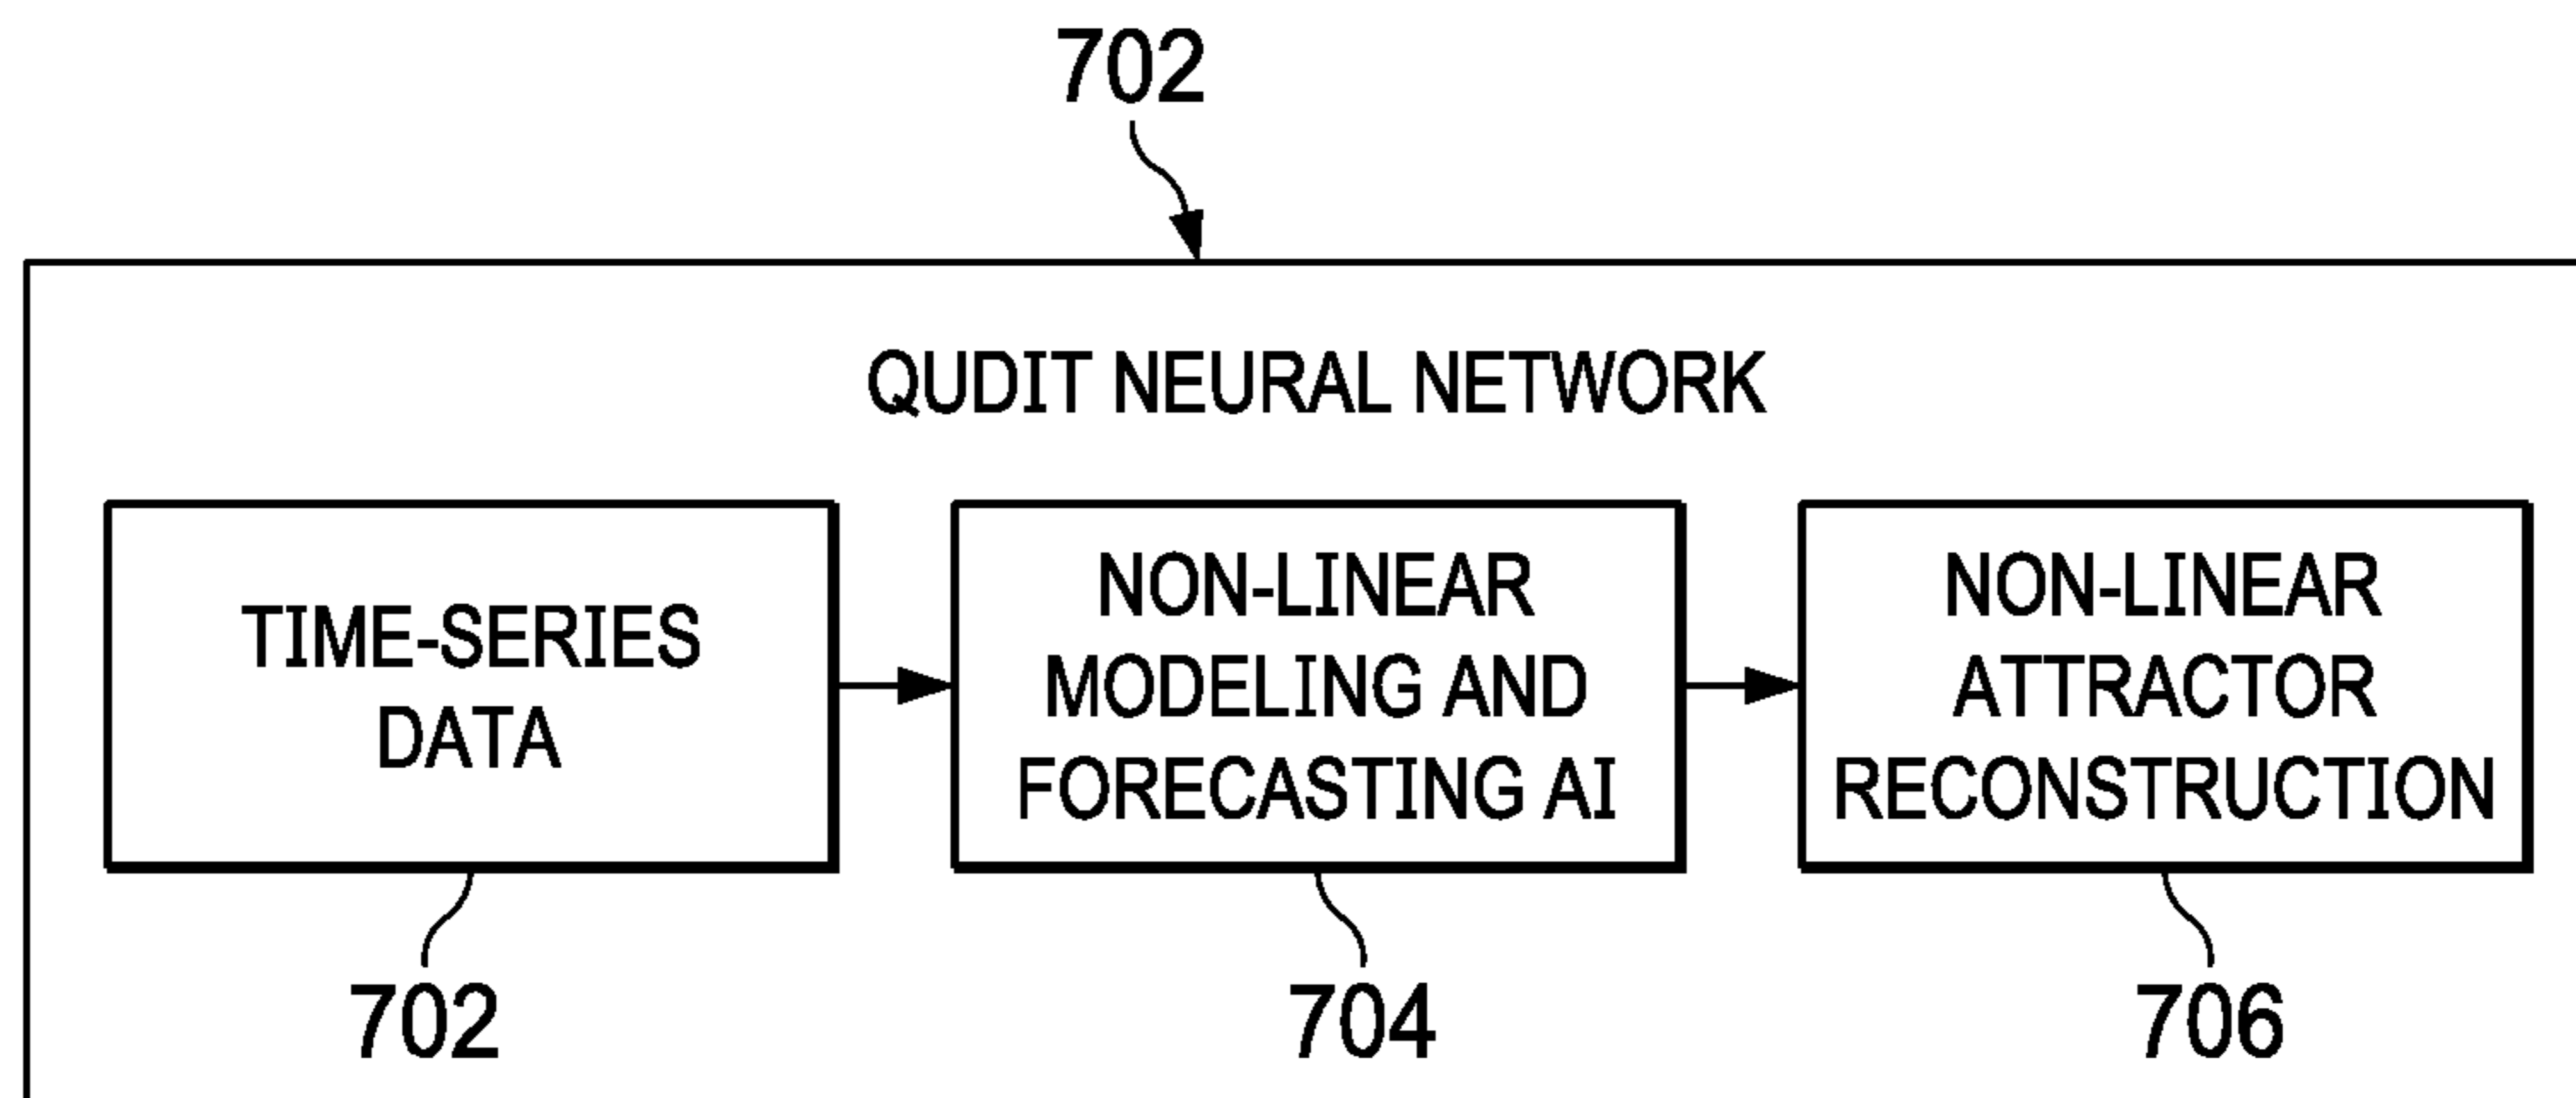 702
QUDIT NEURAL NETWORK
TIME-SERIES
DATA
NON-LINEAR
MODELING AND
FORECASTING AI
NON-LINEAR
ATTRACTOR
RECONSTRUCTION
702
704
706